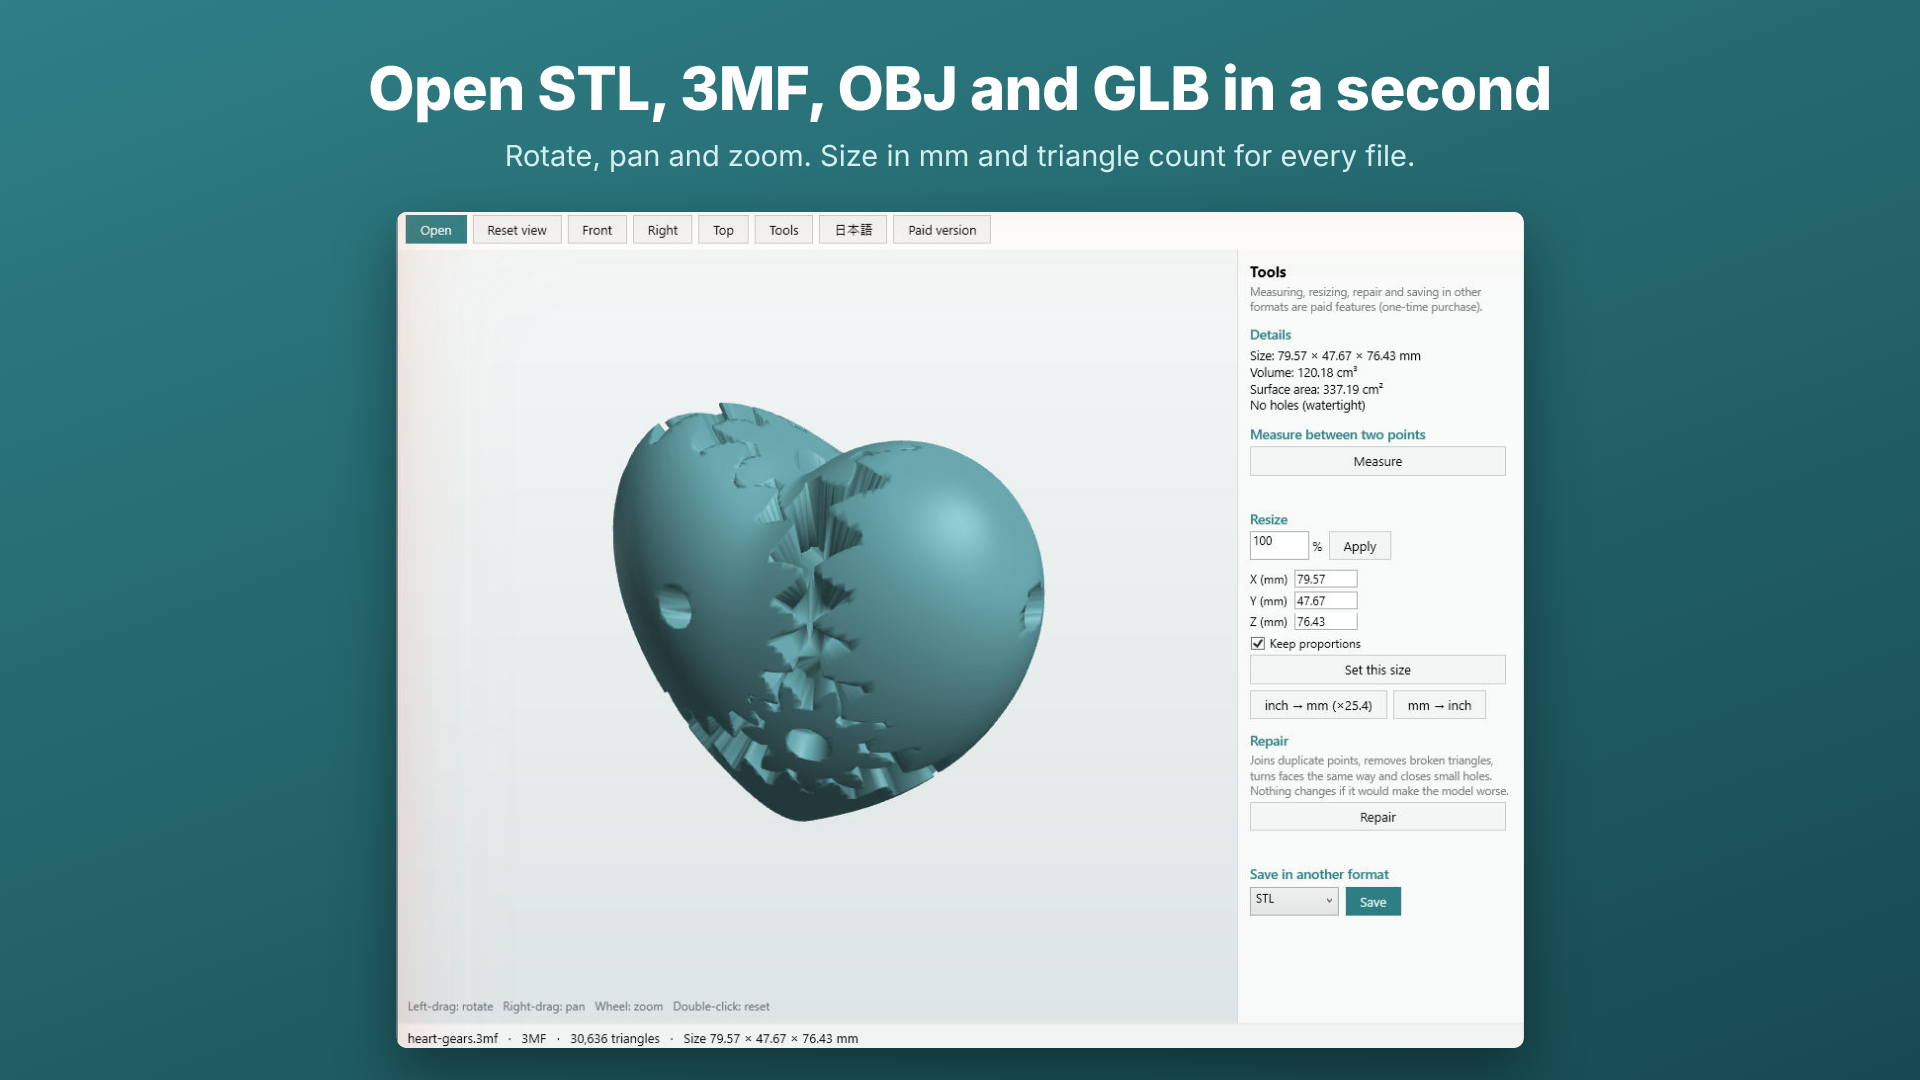 Open STL, 3MF, OBJ and GLB in a second
Rotate, pan and zoom. Size in mm and triangle count for every file.
Open Reset view Front Right Top Tools 日本語 Paid version
Tools
Measuring, resizing, repair and saving in other
formats are paid features (one-time purchase).
Details
Size: 79.57 × 47.67 × 76.43 mm
Volume: 120.18 cm³
Surface area: 337.19 cm²
No holes (watertight)
Measure between two points
Measure
Resize
100 % Apply
X (mm) 79.57
Y (mm) 47.67
Z (mm) 76.43
Keep proportions
Set this size
inch → mm (×25.4) mm → inch
Repair
Joins duplicate points, removes broken triangles,
turns faces the same way and closes small holes.
Nothing changes if it would make the model worse.
Repair
Save in another format
STL Save
Left-drag: rotate Right-drag: pan Wheel: zoom Double-click: reset
heart-gears.3mf · 3MF · 30,636 triangles · Size 79.57 × 47.67 × 76.43 mm